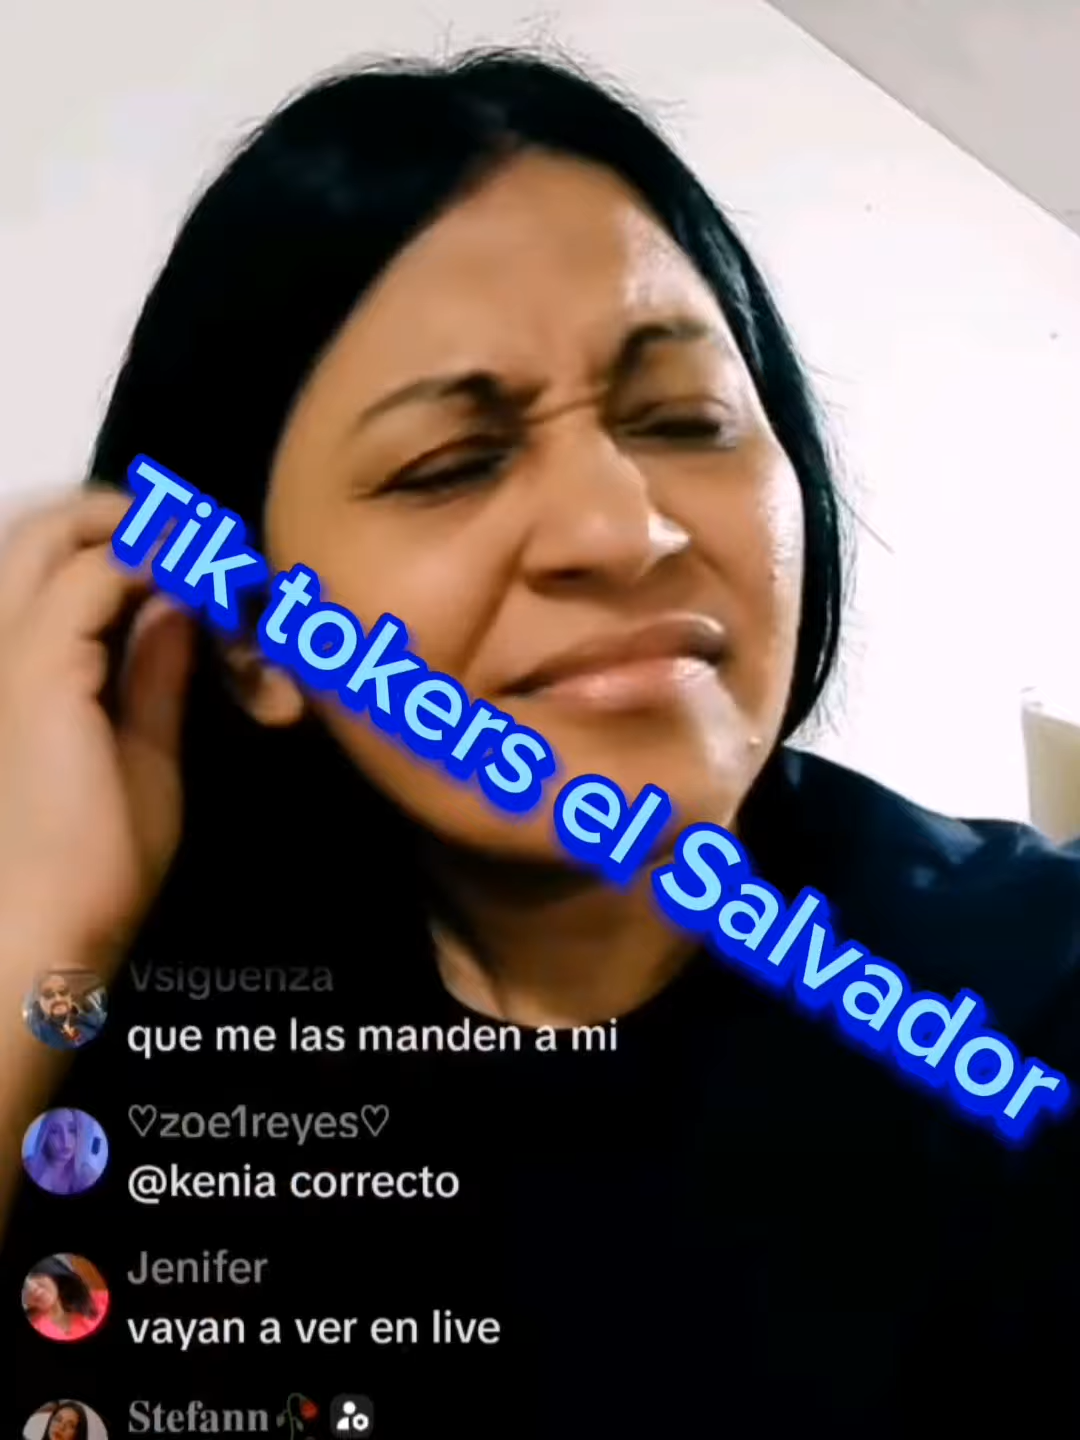 Tik tokers el Salvador
Vsiguenza
que me las manden a mi
♡zoe1reyes♡
@kenia correcto
Jenifer
vayan a ver en live
Stefann🥀